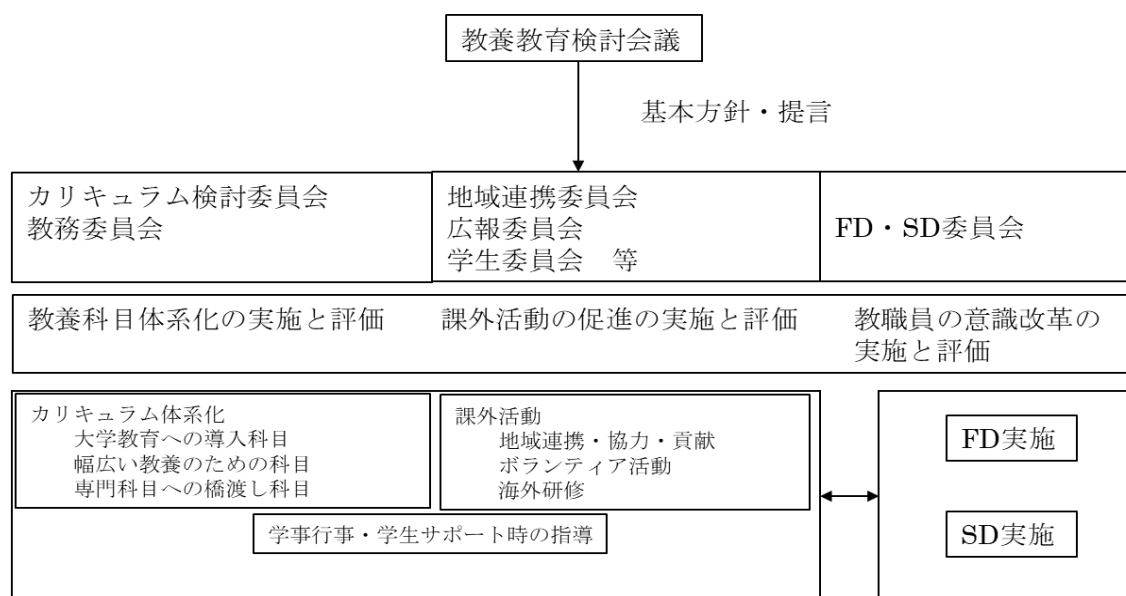 教養教育検討会議
基本方針・提言
カリキュラム検討委員会
教務委員会
地域連携委員会
広報委員会
学生委員会　等
FD・SD委員会
教養科目体系化の実施と評価
課外活動の促進の実施と評価
教職員の意識改革の
実施と評価
カリキュラム体系化
大学教育への導入科目
幅広い教養のための科目
専門科目への橋渡し科目
課外活動
地域連携・協力・貢献
ボランティア活動
海外研修
学事行事・学生サポート時の指導
FD実施
SD実施